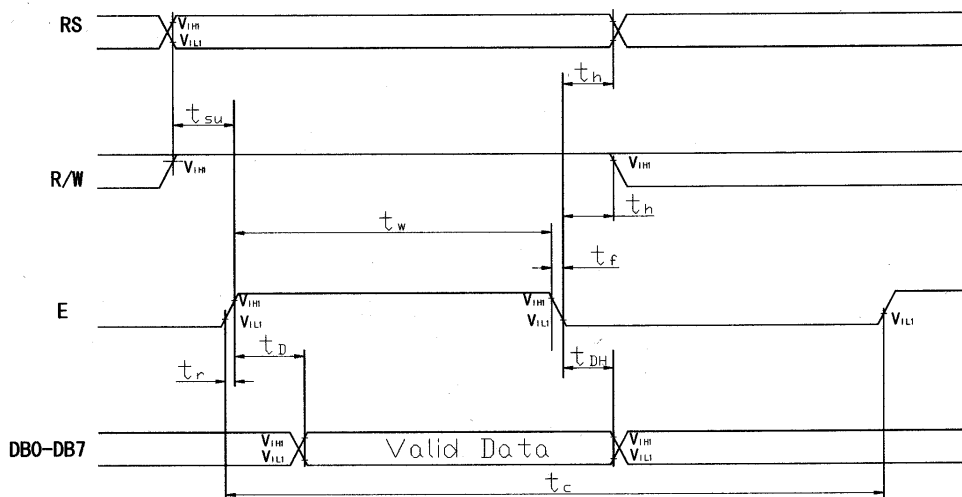 RS
VIH1
VIL1
th
tsu
R/W
VIH1
VIH1
th
tw
tf
E
VIH1
VIL1
VIH1
VIL1
VIL1
tD
tDH
tr
DB0-DB7
VIH1
VIL1
Valid Data
VIH1
VIL1
tc